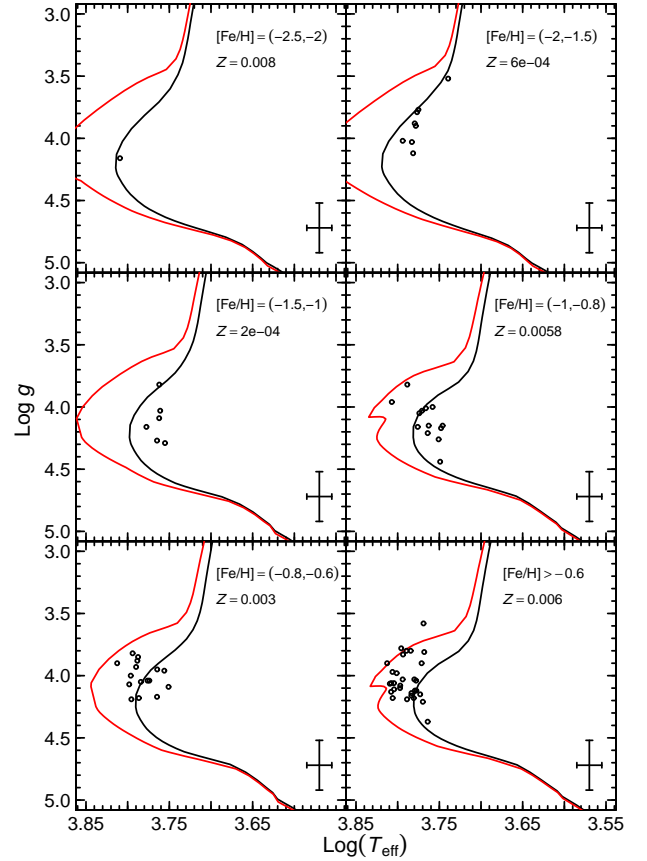 3.0
3.5
4.0
4.5
5.0
[Fe/H] = (−2.5,−2)
Z = 0.008
[Fe/H] = (−2,−1.5)
Z = 6e−04
3.0
3.5
4.0
4.5
5.0
Log g
[Fe/H] = (−1.5,−1)
Z = 2e−04
[Fe/H] = (−1,−0.8)
Z = 0.0058
3.0
3.5
4.0
4.5
5.0
[Fe/H] = (−0.8,−0.6)
Z = 0.003
[Fe/H] > −0.6
Z = 0.006
3.85 3.75 3.65 3.85 3.75 3.65 3.55
Log(Teff)